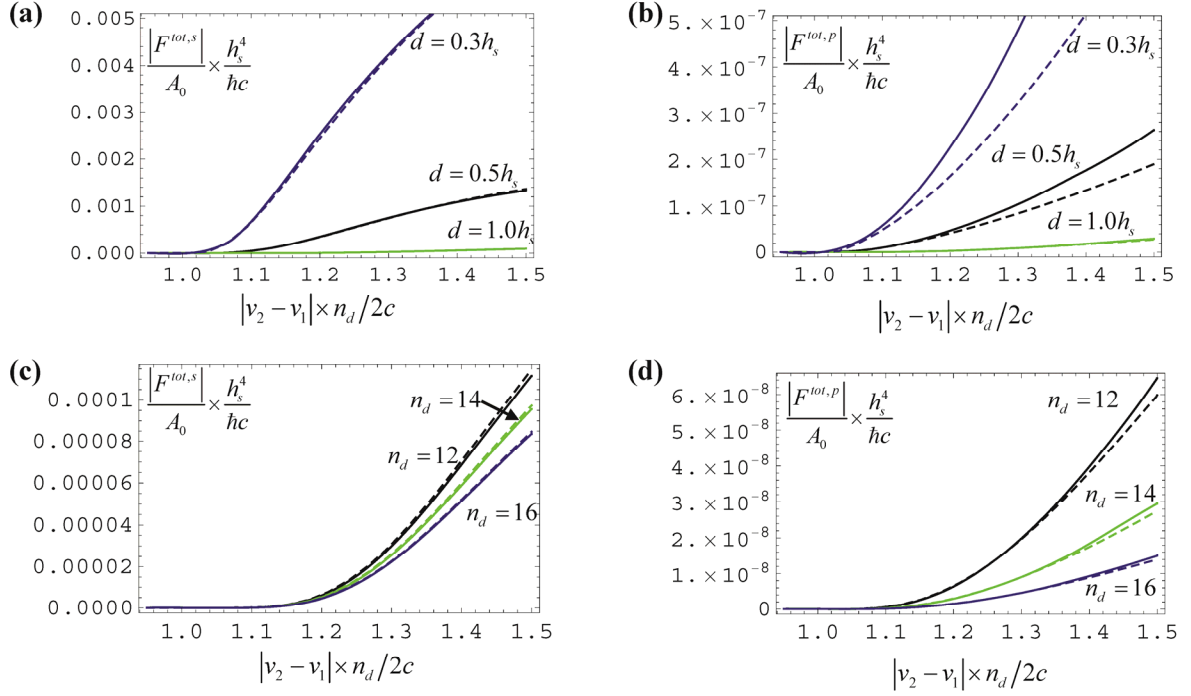 (a)
|F^{tot,s}|/A_0 × h_s^4/ħc
0.005
0.004
0.003
0.002
0.001
0.000
d = 0.3h_s
d = 0.5h_s
d = 1.0h_s
1.0 1.1 1.2 1.3 1.4 1.5
|v_2 − v_1| × n_d/2c
(b)
|F^{tot,p}|/A_0 × h_s^4/ħc
5.×10^{-7}
4.×10^{-7}
3.×10^{-7}
2.×10^{-7}
1.×10^{-7}
0
d = 0.3h_s
d = 0.5h_s
d = 1.0h_s
1.0 1.1 1.2 1.3 1.4 1.5
|v_2 − v_1| × n_d/2c
(c)
|F^{tot,s}|/A_0 × h_s^4/ħc
0.0001
0.00008
0.00006
0.00004
0.00002
0.0000
n_d = 14
n_d = 12
n_d = 16
1.0 1.1 1.2 1.3 1.4 1.5
|v_2 − v_1| × n_d/2c
(d)
|F^{tot,p}|/A_0 × h_s^4/ħc
6.×10^{-8}
5.×10^{-8}
4.×10^{-8}
3.×10^{-8}
2.×10^{-8}
1.×10^{-8}
0
n_d = 12
n_d = 14
n_d = 16
1.0 1.1 1.2 1.3 1.4 1.5
|v_2 − v_1| × n_d/2c